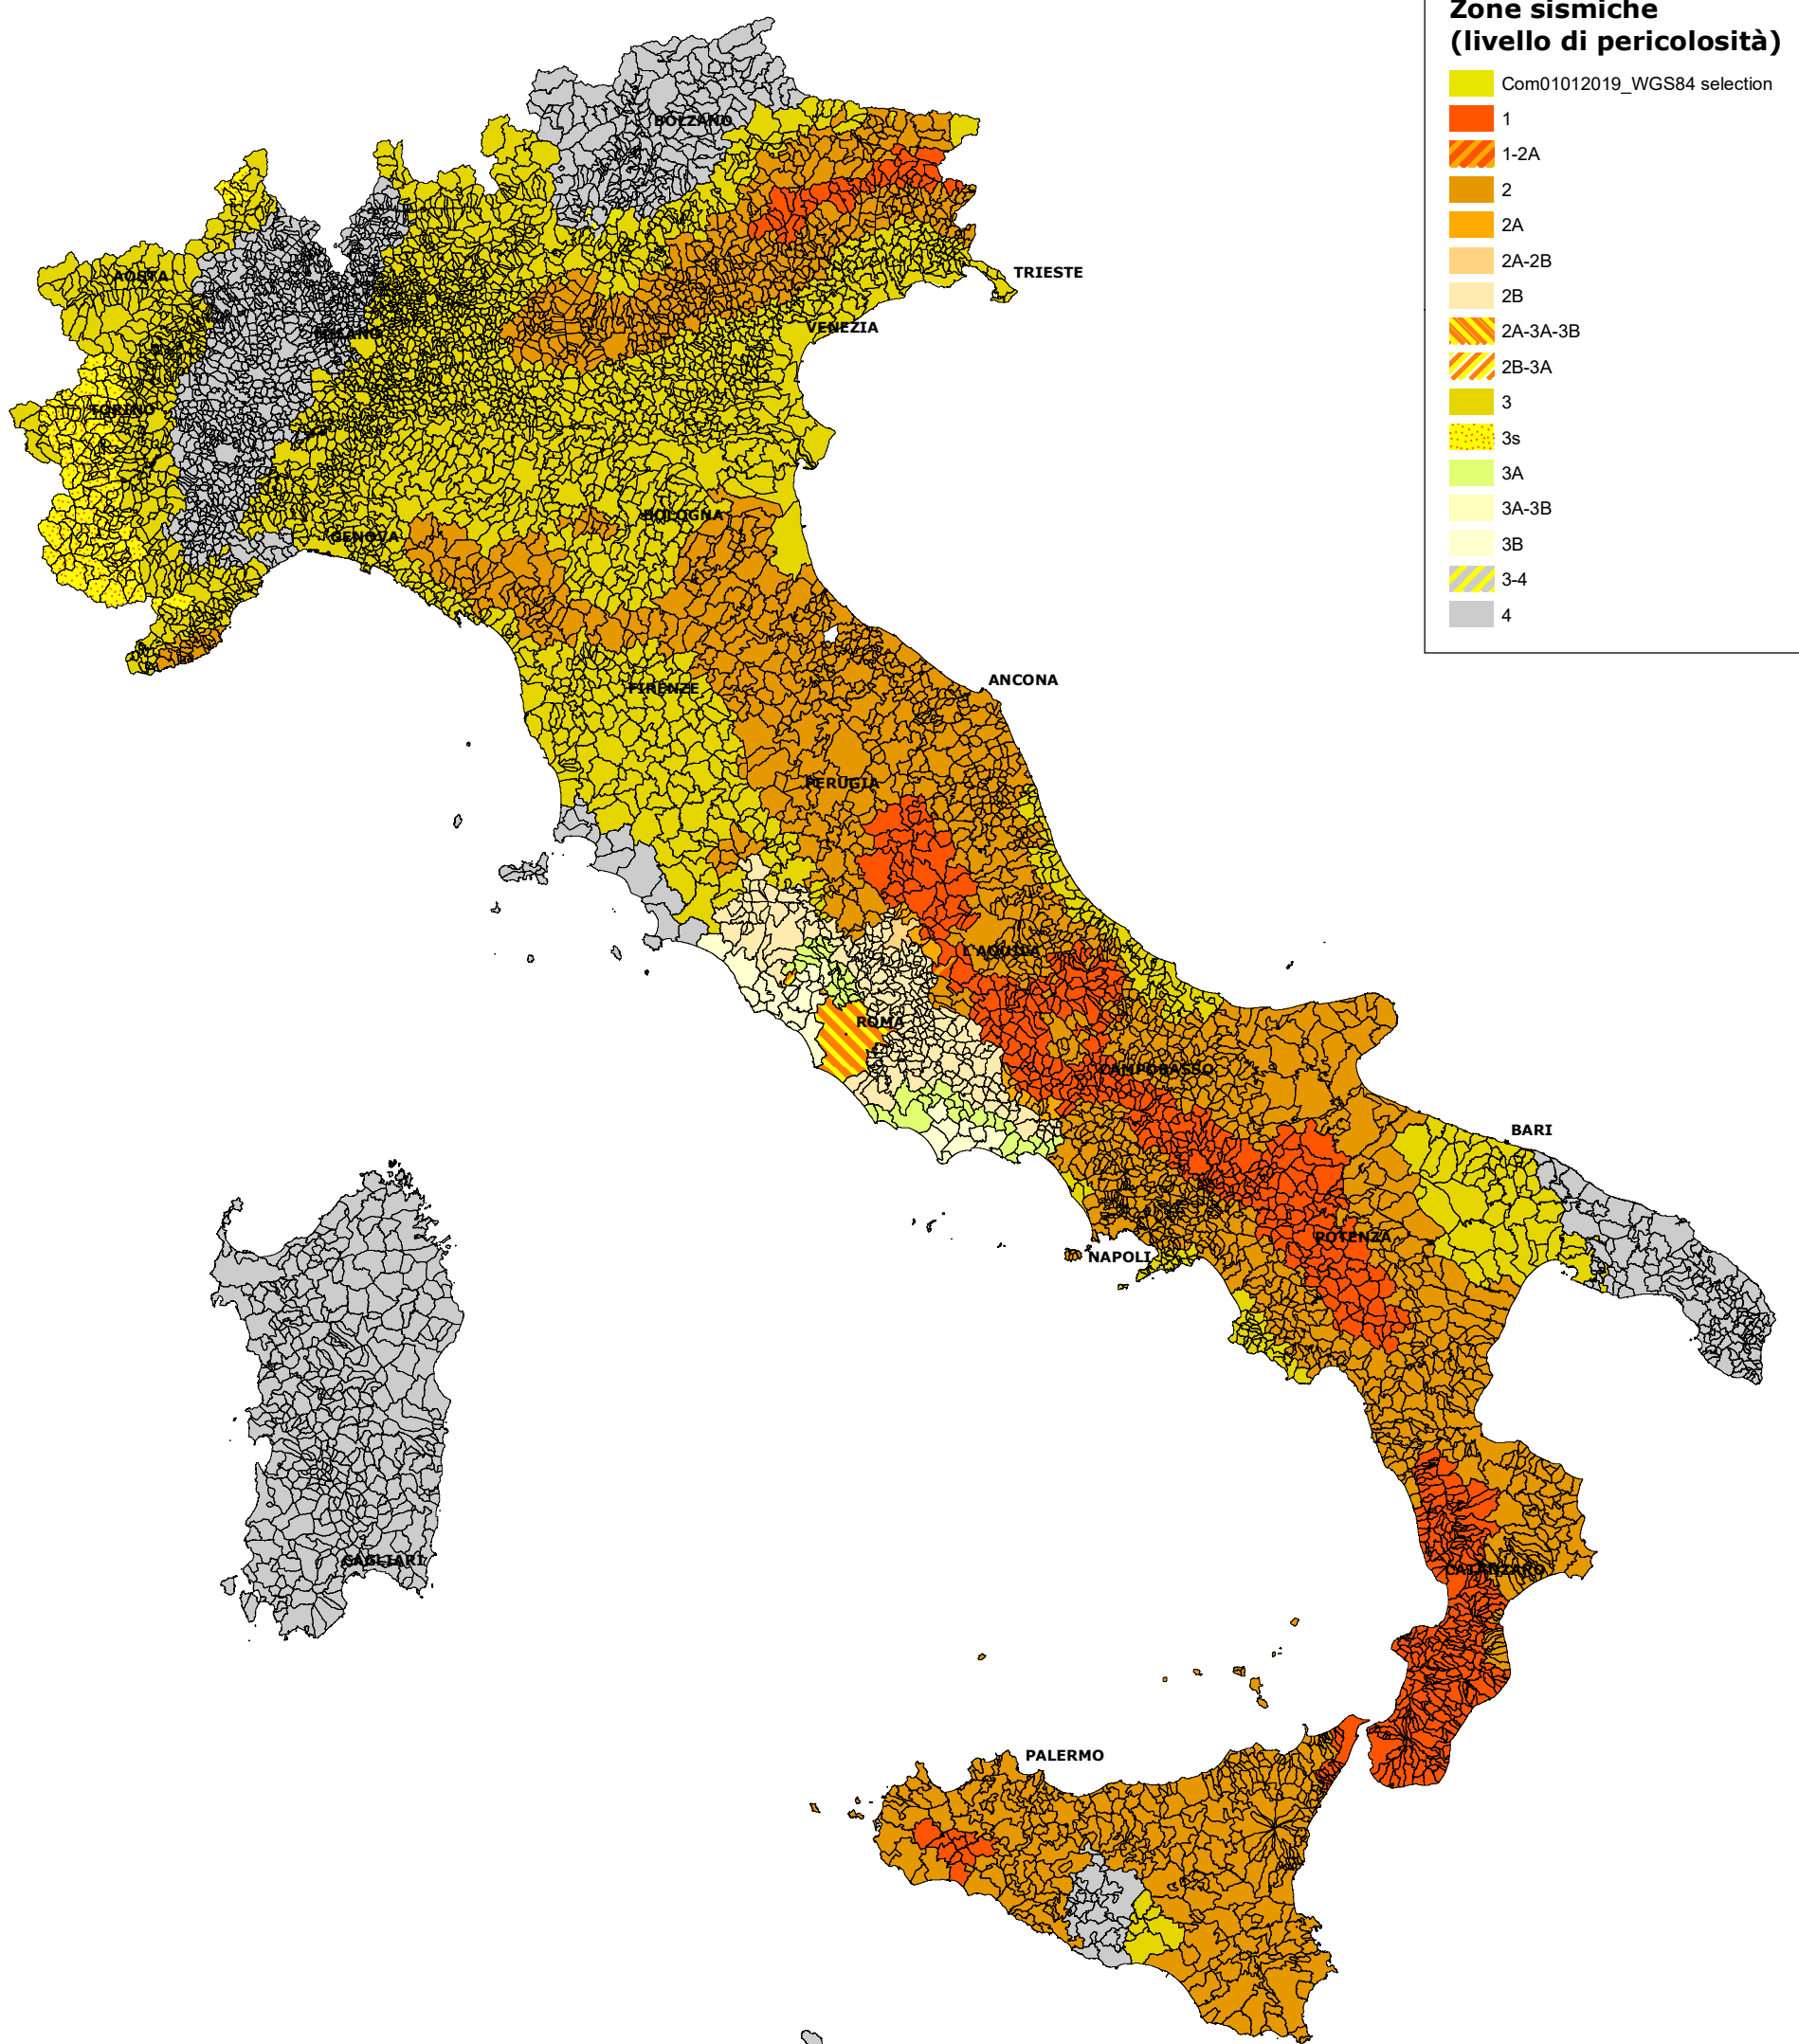 Zone sismiche
(livello di pericolosità)
Com01012019_WGS84 selection
1
1-2A
2
2A
2A-2B
2B
2A-3A-3B
2B-3A
3
3s
3A
3A-3B
3B
3-4
4
BOLZANO
AOSTA
TRIESTE
MILANO
VENEZIA
TORINO
BOLOGNA
GENOVA
ANCONA
FIRENZE
PERUGIA
L'AQUILA
ROMA
CAMPOBASSO
BARI
POTENZA
NAPOLI
CAGLIARI
CATANZARO
PALERMO